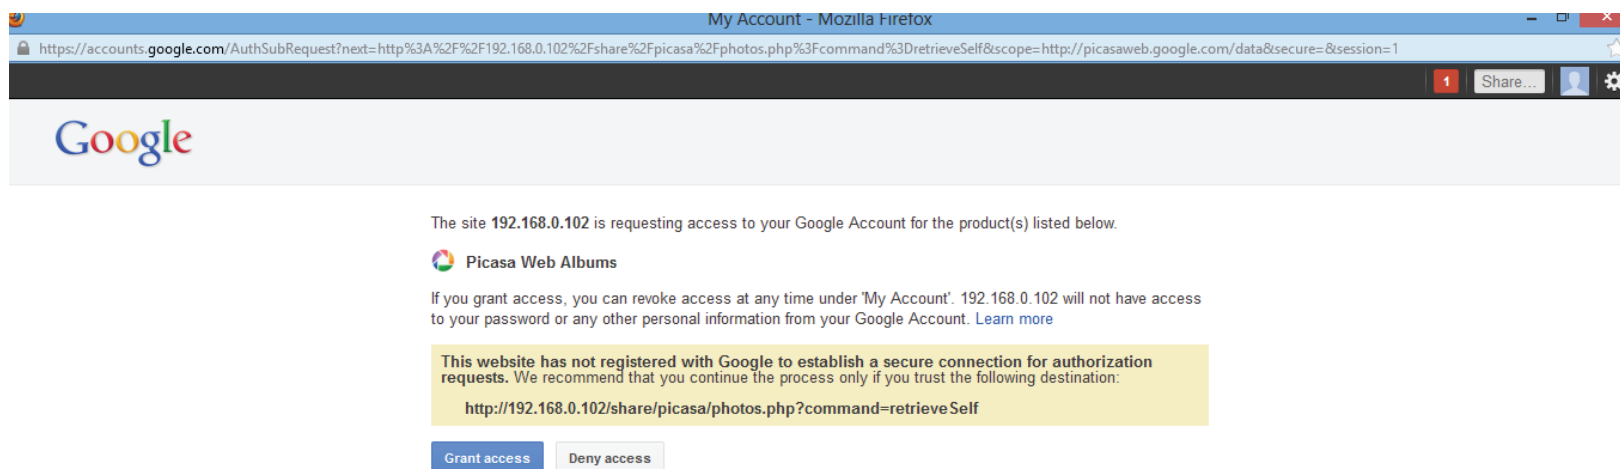 My Account - Mozilla Firefox
https://accounts.google.com/AuthSubRequest?next=http%3A%2F%2F192.168.0.102%2Fshare%2Fpicasa%2Fphotos.php%3Fcommand%3DretrieveSelf&scope=http://picasaweb.google.com/data&secure=&session=1
1 Share...
Google
The site 192.168.0.102 is requesting access to your Google Account for the product(s) listed below.
Picasa Web Albums
If you grant access, you can revoke access at any time under 'My Account'. 192.168.0.102 will not have access
to your password or any other personal information from your Google Account. Learn more
This website has not registered with Google to establish a secure connection for authorization
requests. We recommend that you continue the process only if you trust the following destination:
http://192.168.0.102/share/picasa/photos.php?command=retrieveSelf
Grant access Deny access